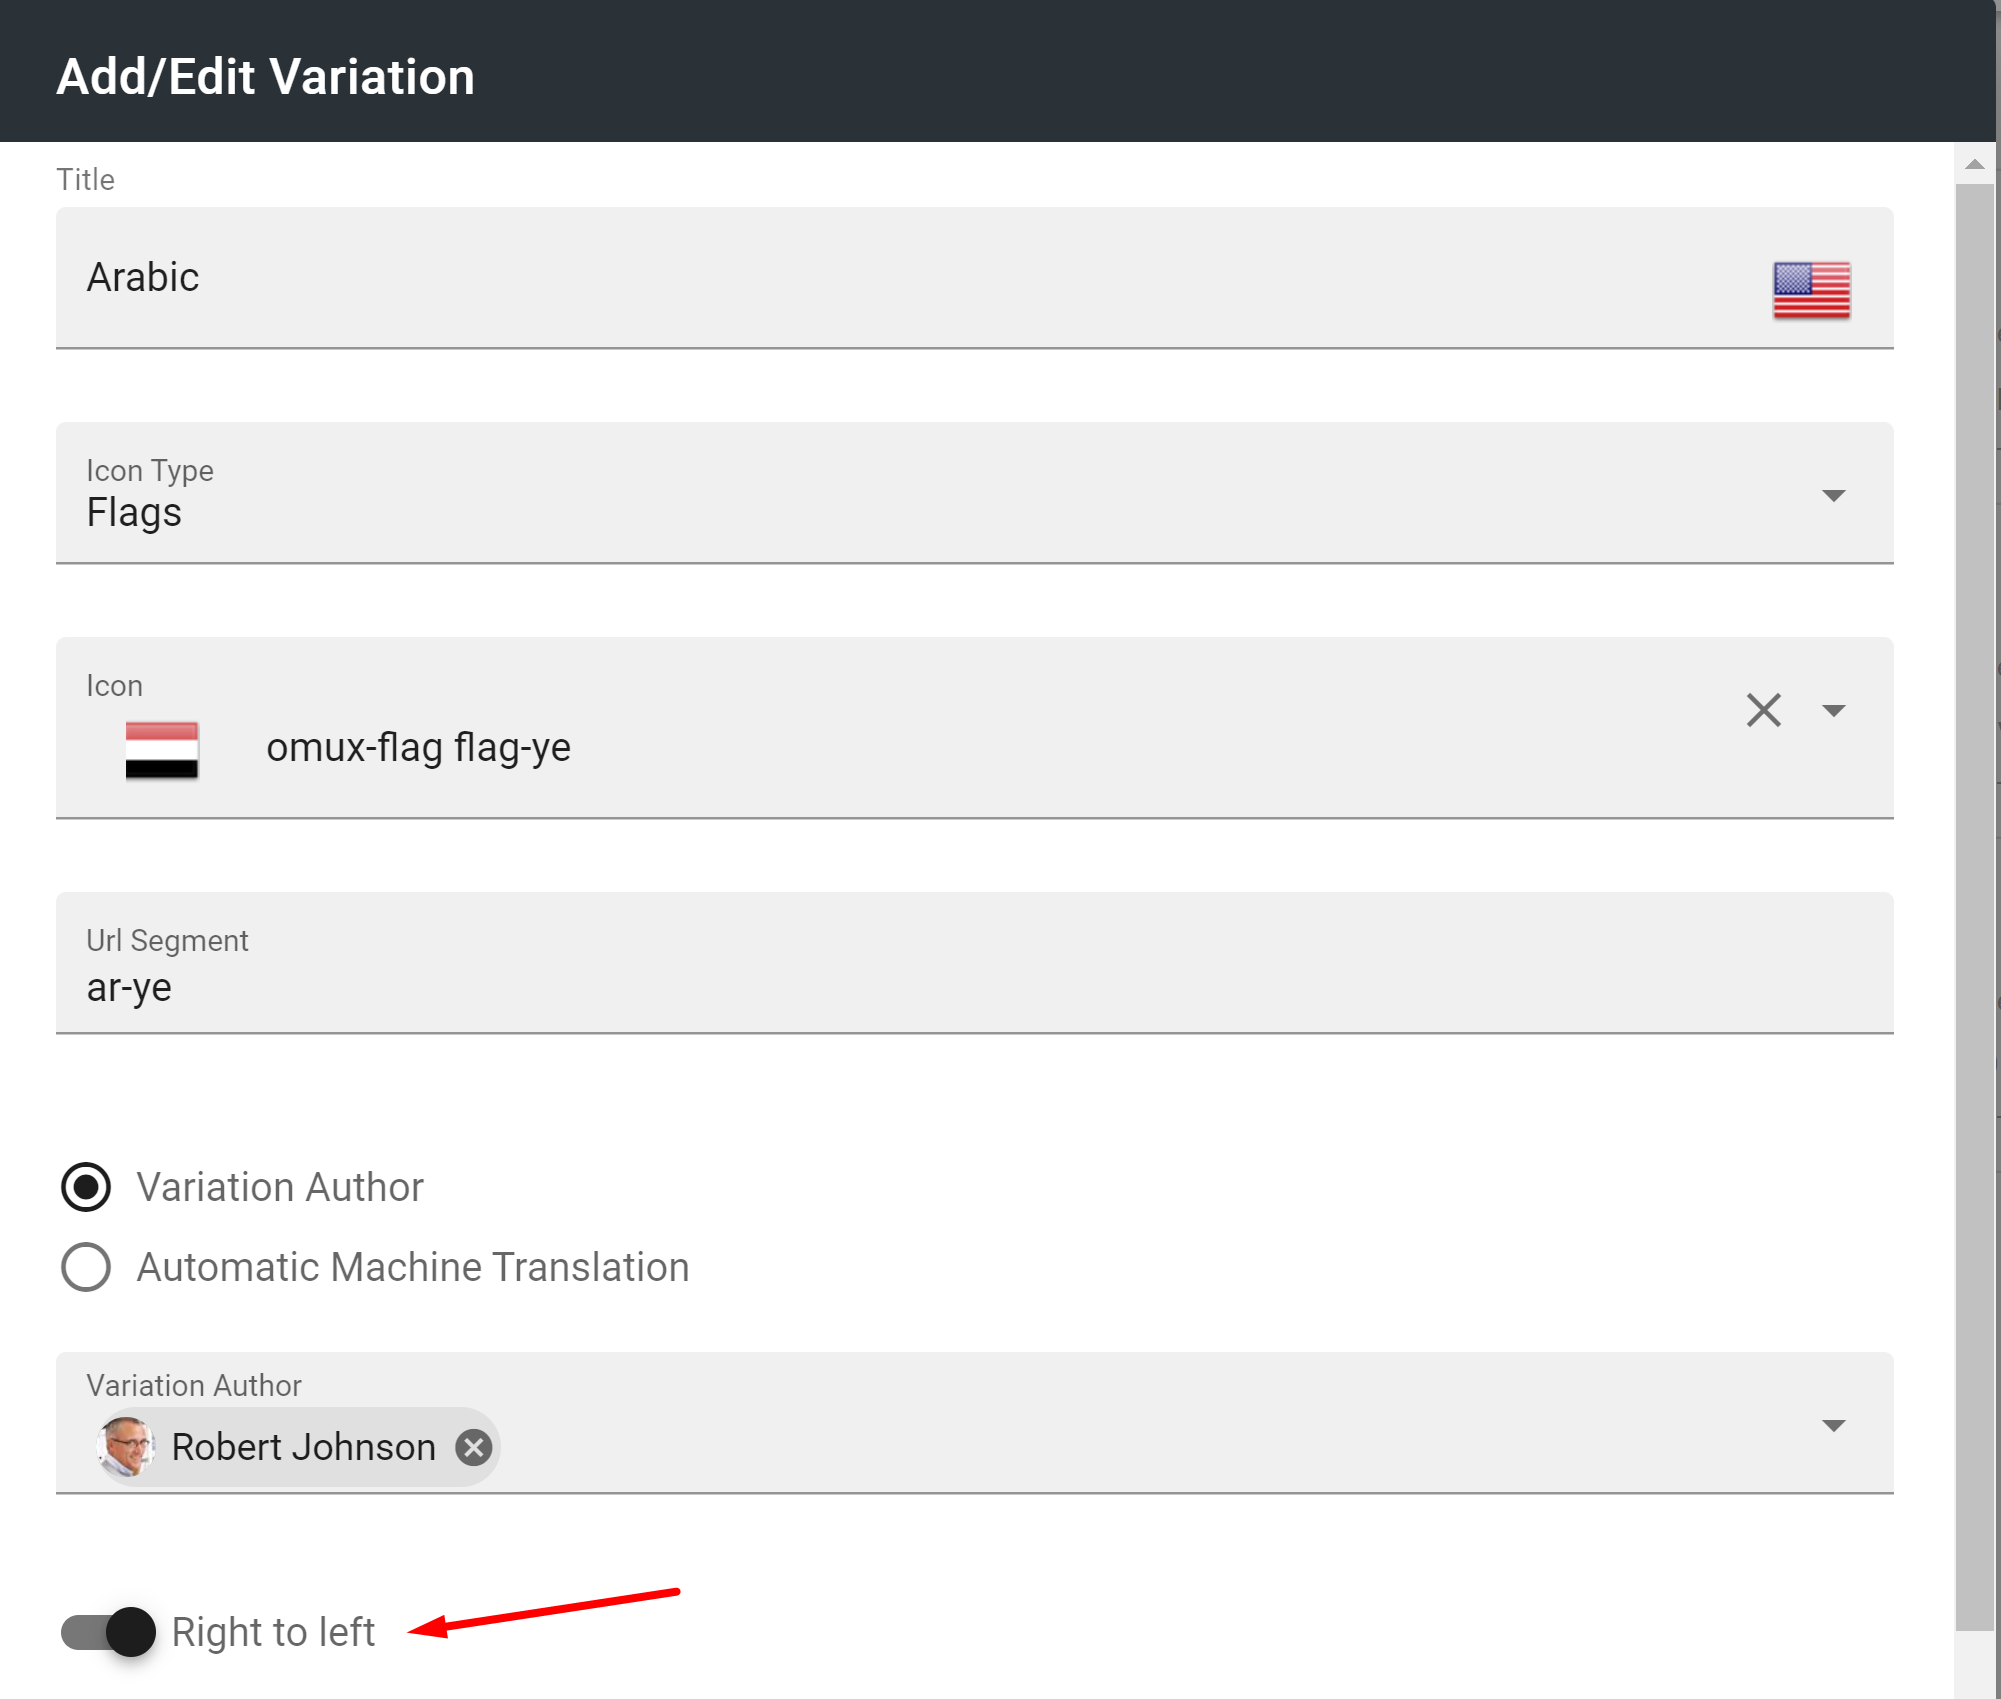 Add/Edit Variation
Title
Arabic
Icon Type
Flags
Icon
omux-flag flag-ye
Url Segment
ar-ye
Variation Author
Automatic Machine Translation
Variation Author
Robert Johnson
Right to left